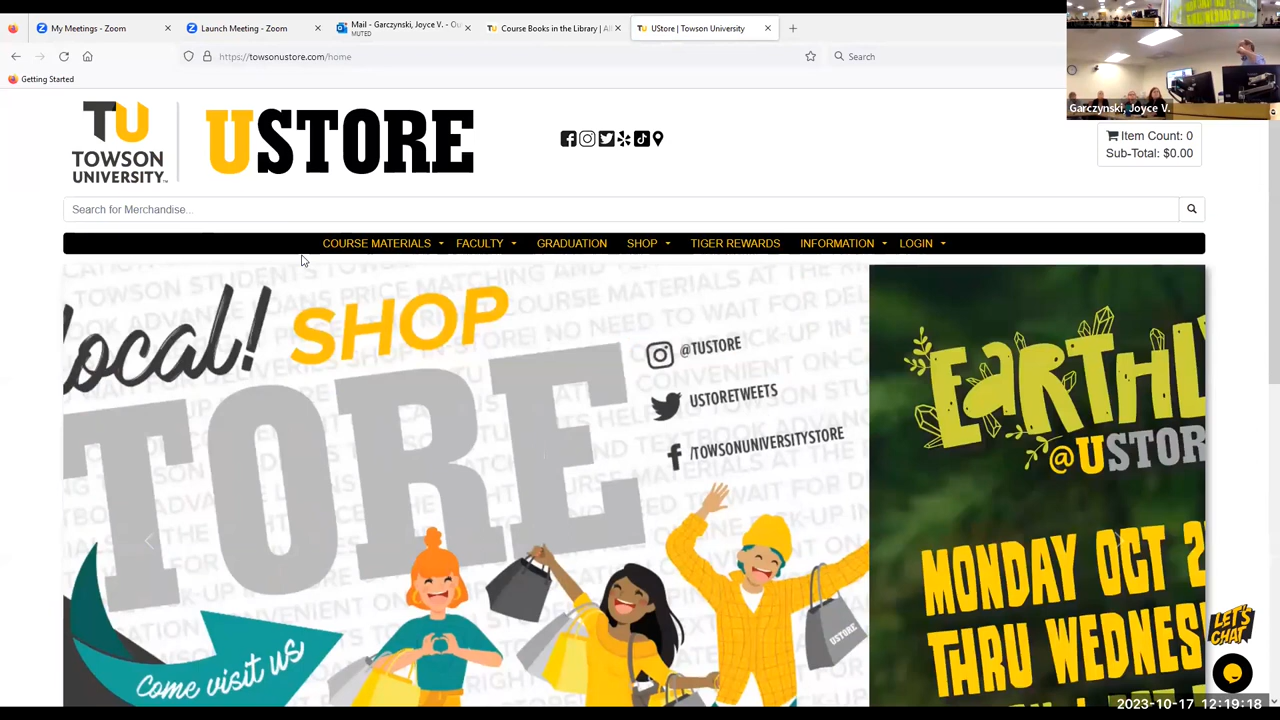 My Meetings - Zoom
Launch Meeting - Zoom
Mail - Garczynski, Joyce V. - Ou
MUTED
Course Books in the Library | Al
UStore | Towson University
https://towsonustore.com/home
Search
Getting Started
Garczynski, Joyce V.
TU
TOWSON
UNIVERSITY
USTORE
Item Count: 0
Sub-Total: $0.00
Search for Merchandise...
COURSE MATERIALS
FACULTY
GRADUATION
SHOP
TIGER REWARDS
INFORMATION
LOGIN
local! SHOP
TORE
@TUSTORE
USTORETWEETS
/TOWSONUNIVERSITYSTORE
come visit us
USTORE
EARTHL
@USTOR
MONDAY OCT 2
THRU WEDNES
LET'S
CHAT
2023-10-17 12:19:18